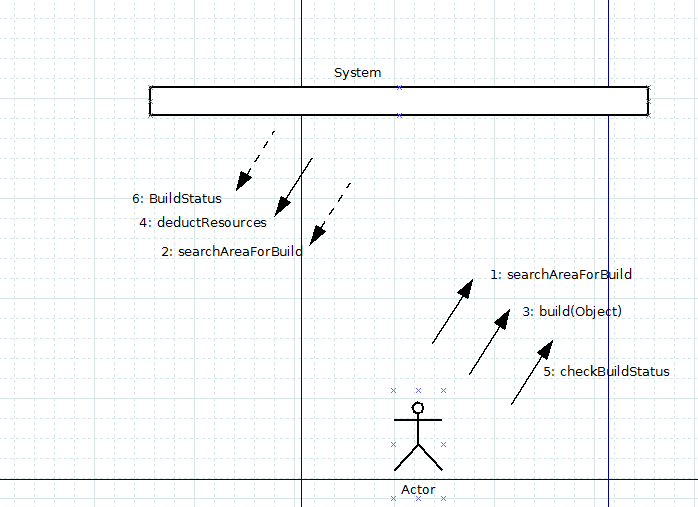 System
6: BuildStatus
4: deductResources
2: searchAreaForBuild
1: searchAreaForBuild
3: build(Object)
5: checkBuildStatus
Actor